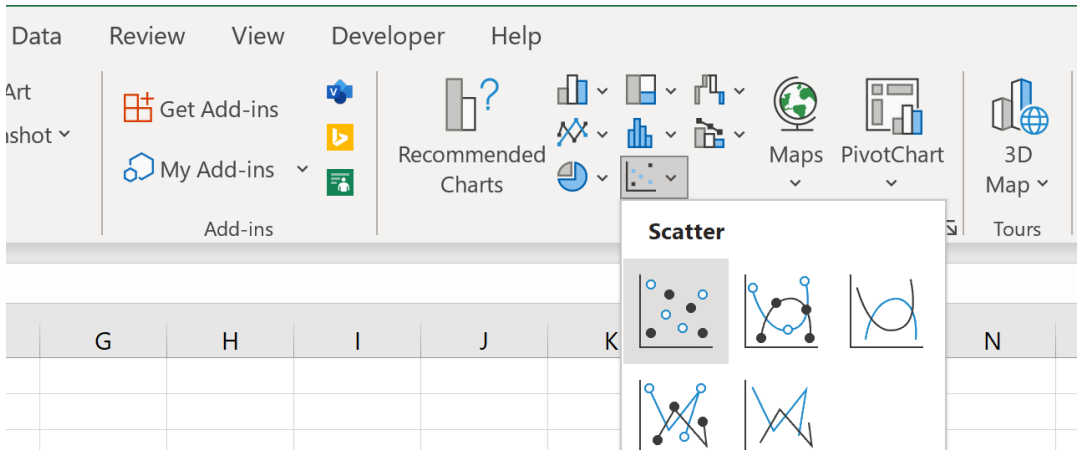 Data Review View Developer Help
Art
Get Add-ins
nshot
My Add-ins
Recommended
Charts
Maps
PivotChart
3D
Map
Add-ins
Tours
Scatter
G H I J K N